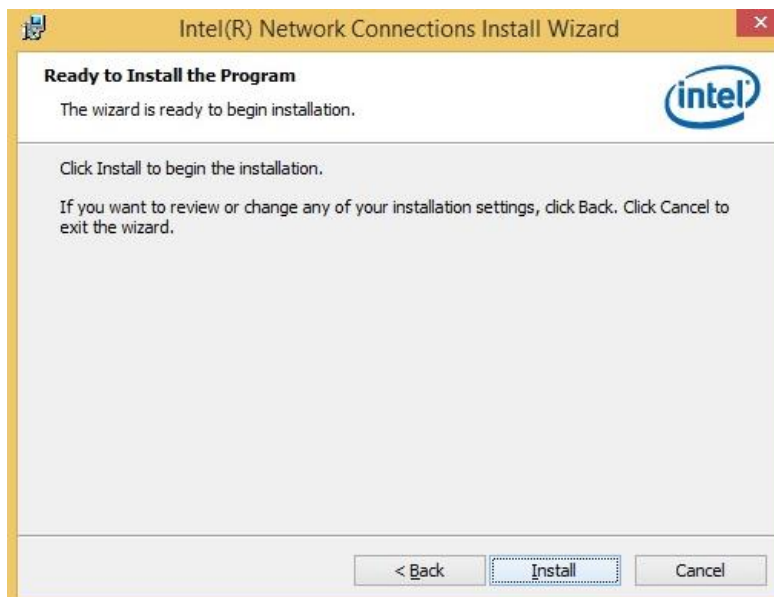 Intel(R) Network Connections Install Wizard
Ready to Install the Program
The wizard is ready to begin installation.
intel
Click Install to begin the installation.
If you want to review or change any of your installation settings, click Back. Click Cancel to
exit the wizard.
< Back
Install
Cancel